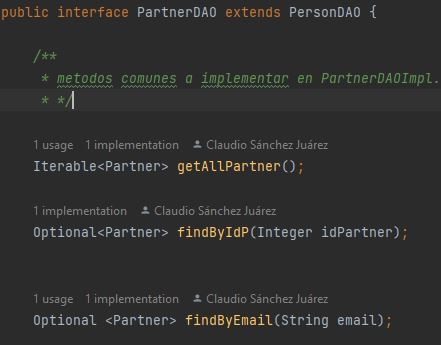 public interface PartnerDAO extends PersonDAO {
/**
* metodos comunes a implementar en PartnerDAOImpl.
* */
1 usage 1 implementation Claudio Sánchez Juárez
Iterable<Partner> getAllPartner();
1 implementation Claudio Sánchez Juárez
Optional<Partner> findByIdP(Integer idPartner);
1 usage 1 implementation Claudio Sánchez Juárez
Optional <Partner> findByEmail(String email);